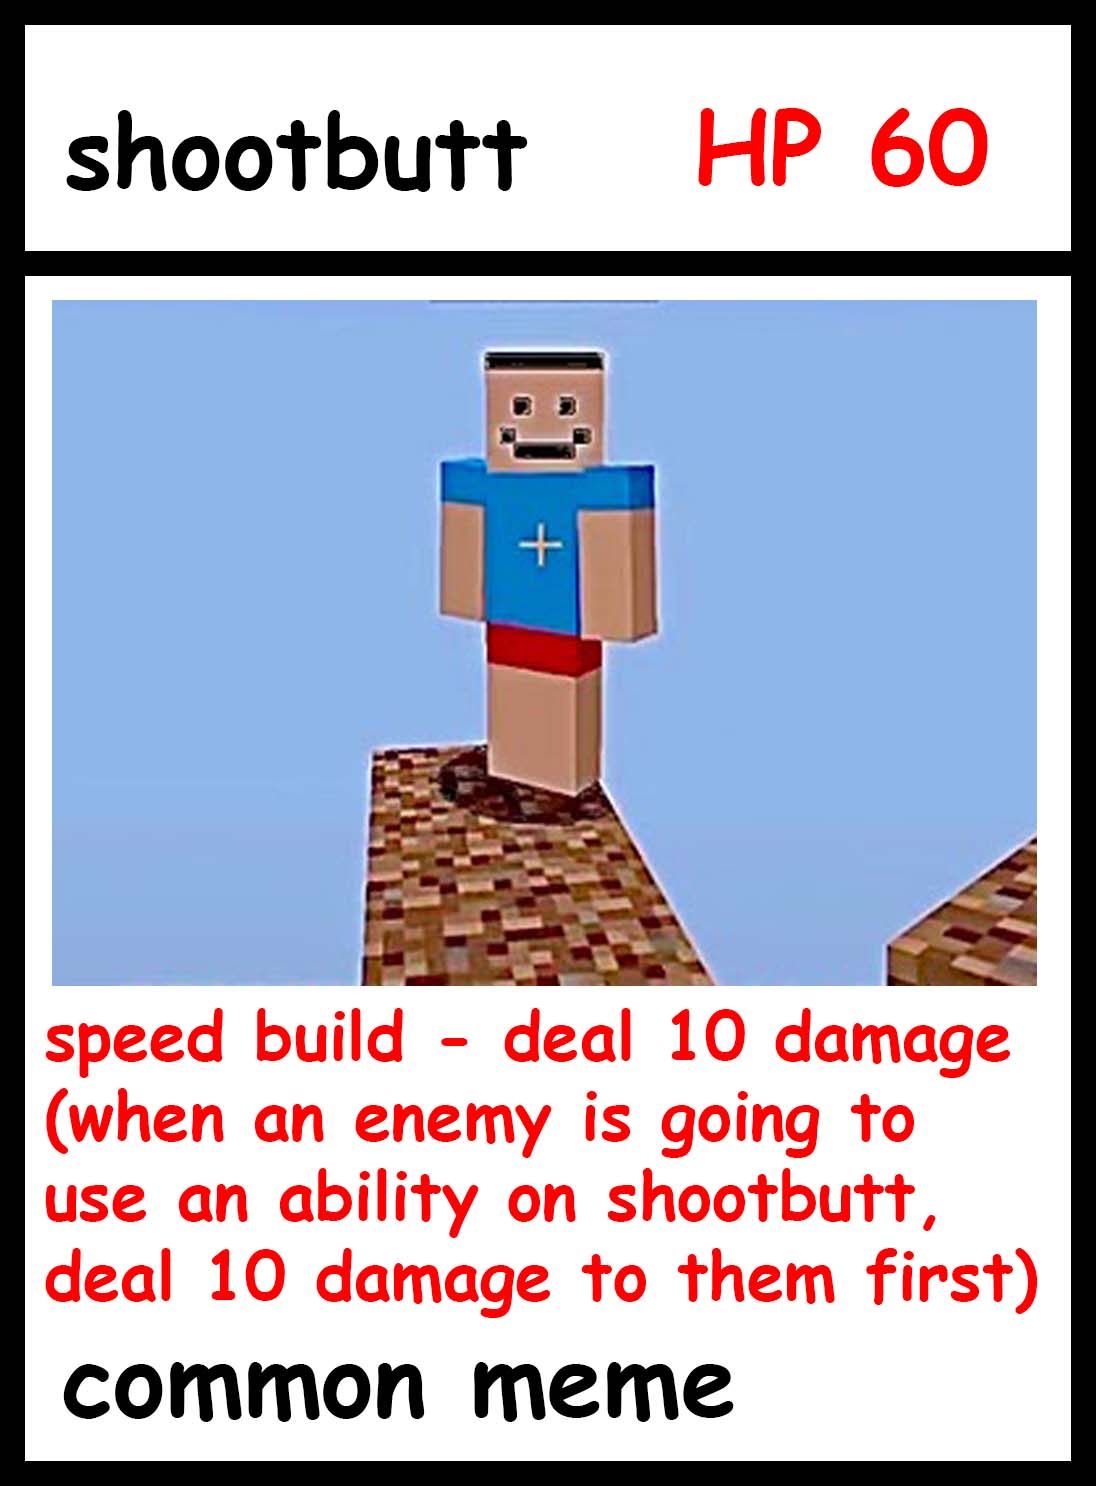 shootbutt HP 60
speed build - deal 10 damage
(when an enemy is going to
use an ability on shootbutt,
deal 10 damage to them first)
common meme